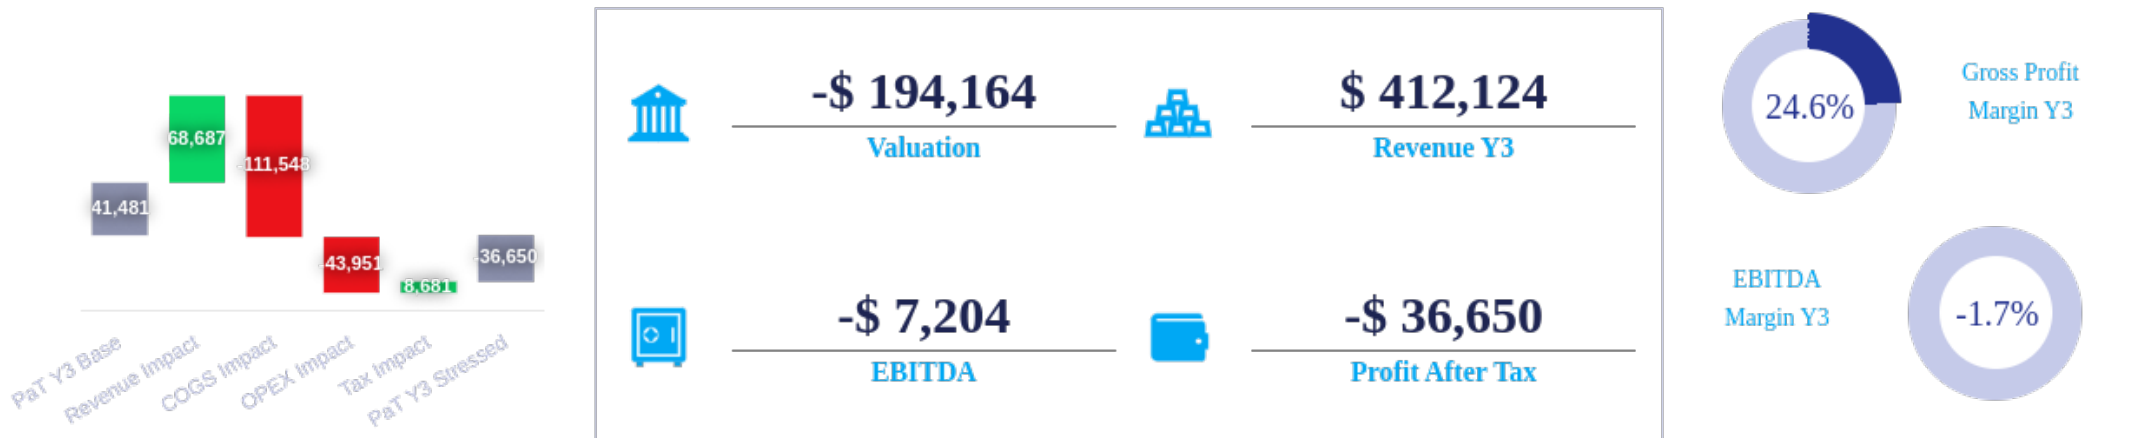 41,481
68,687
-111,548
-43,951
8,681
-36,650
PaT Y3 Base
Revenue Impact
COGS Impact
OPEX Impact
Tax Impact
PaT Y3 Stressed
-$ 194,164
Valuation
$ 412,124
Revenue Y3
-$ 7,204
EBITDA
-$ 36,650
Profit After Tax
24.6%
Gross Profit
Margin Y3
EBITDA
Margin Y3
-1.7%